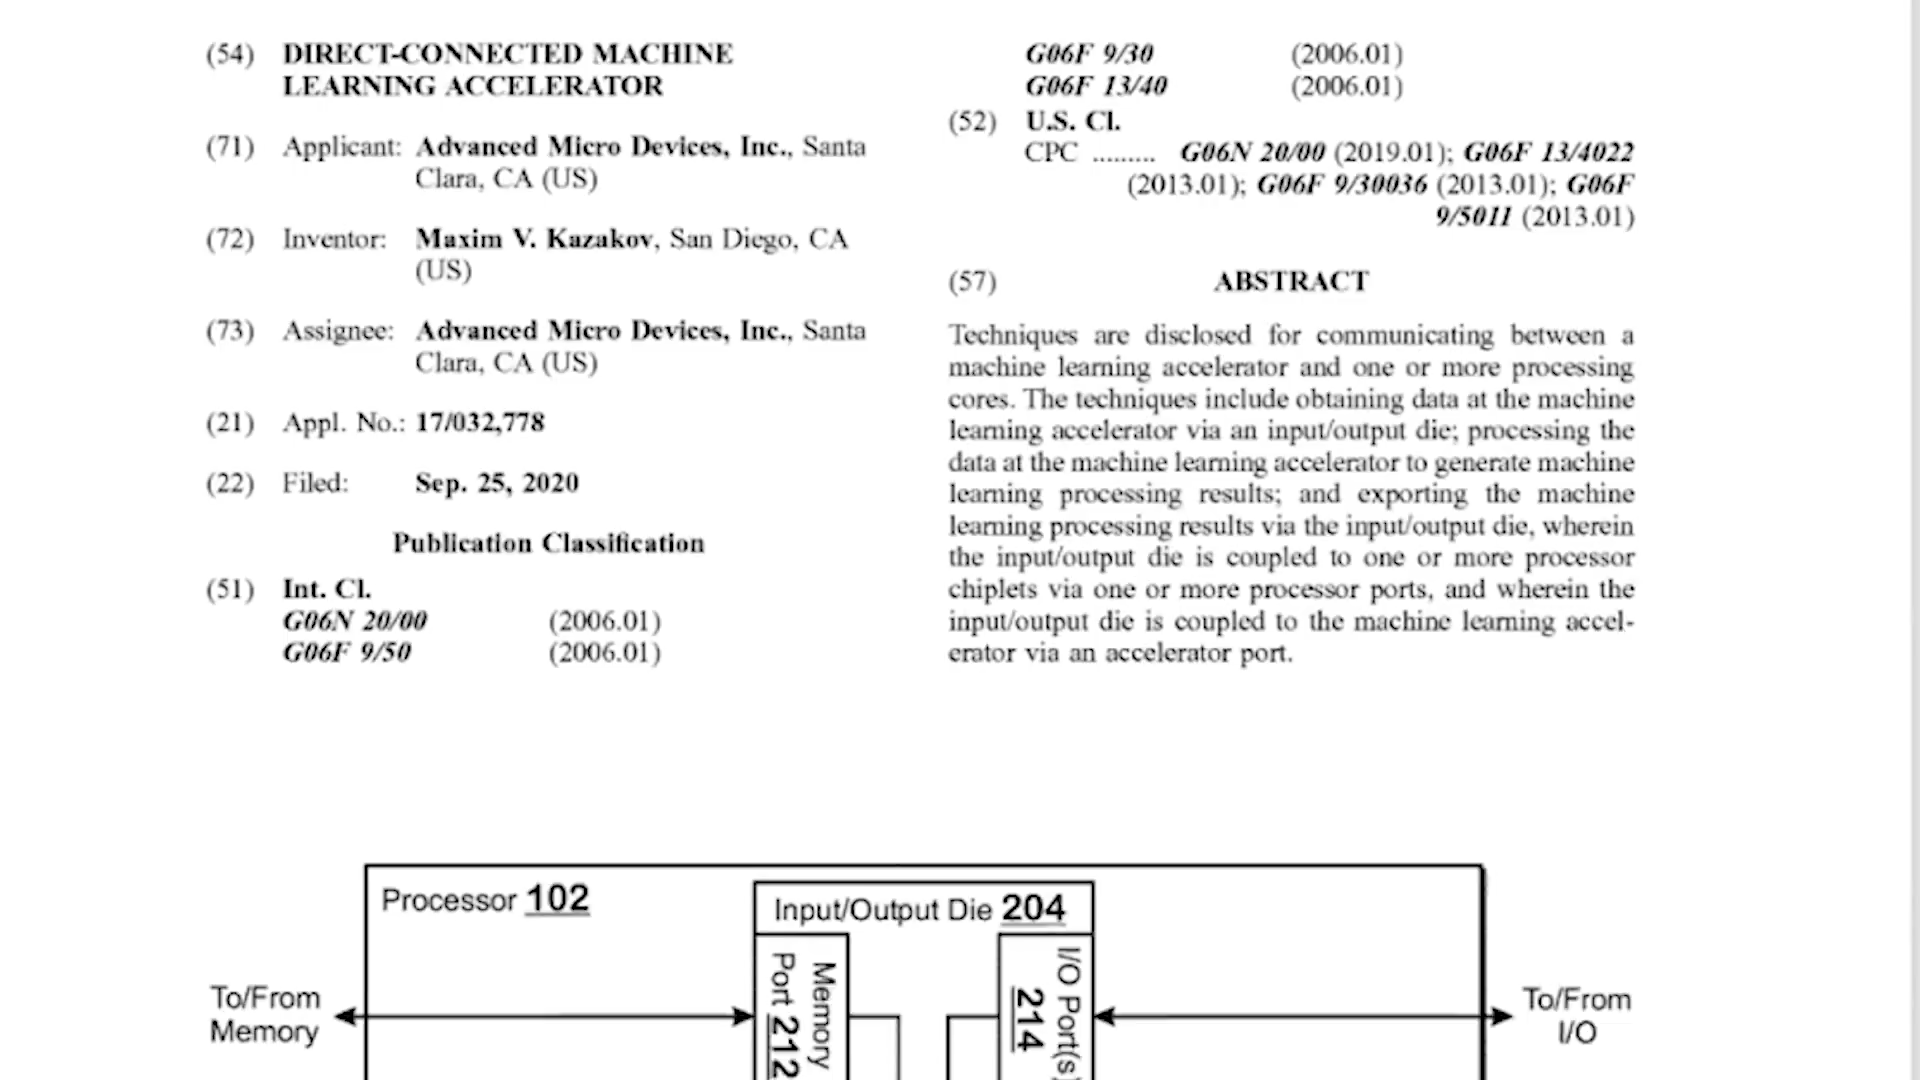 (54) DIRECT-CONNECTED MACHINE
LEARNING ACCELERATOR
(71) Applicant: Advanced Micro Devices, Inc., Santa
Clara, CA (US)
(72) Inventor: Maxim V. Kazakov, San Diego, CA
(US)
(73) Assignee: Advanced Micro Devices, Inc., Santa
Clara, CA (US)
(21) Appl. No.: 17/032,778
(22) Filed: Sep. 25, 2020
Publication Classification
(51) Int. Cl.
G06N 20/00 (2006.01)
G06F 9/50 (2006.01)
G06F 9/30 (2006.01)
G06F 13/40 (2006.01)
(52) U.S. Cl.
CPC ......... G06N 20/00 (2019.01); G06F 13/4022
(2013.01); G06F 9/30036 (2013.01); G06F
9/5011 (2013.01)
(57) ABSTRACT
Techniques are disclosed for communicating between a
machine learning accelerator and one or more processing
cores. The techniques include obtaining data at the machine
learning accelerator via an input/output die; processing the
data at the machine learning accelerator to generate machine
learning processing results; and exporting the machine
learning processing results via the input/output die, wherein
the input/output die is coupled to one or more processor
chiplets via one or more processor ports, and wherein the
input/output die is coupled to the machine learning accel-
erator via an accelerator port.
Processor 102
Input/Output Die 204
Memory
Port 212
I/O Port(s)
214
To/From
Memory
To/From
I/O